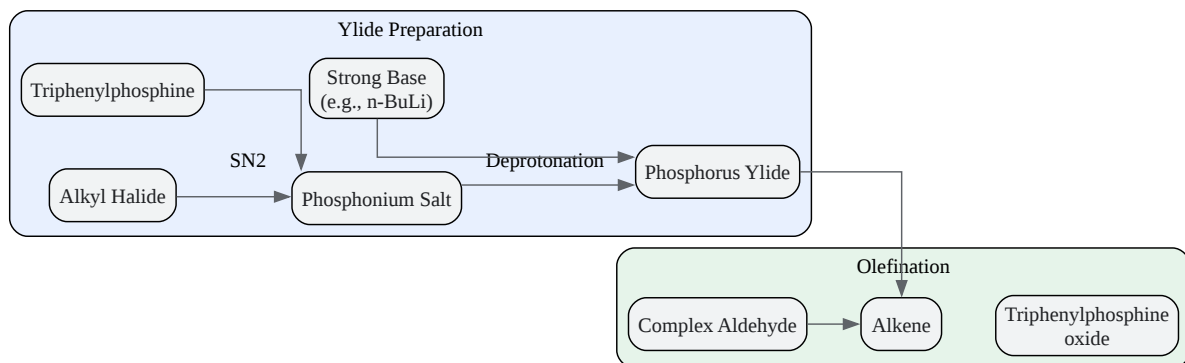 Ylide Preparation
Triphenylphosphine
Strong Base
(e.g., n-BuLi)
SN2
Deprotonation
Alkyl Halide
Phosphonium Salt
Phosphorus Ylide
Olefination
Complex Aldehyde
Alkene
Triphenylphosphine
oxide